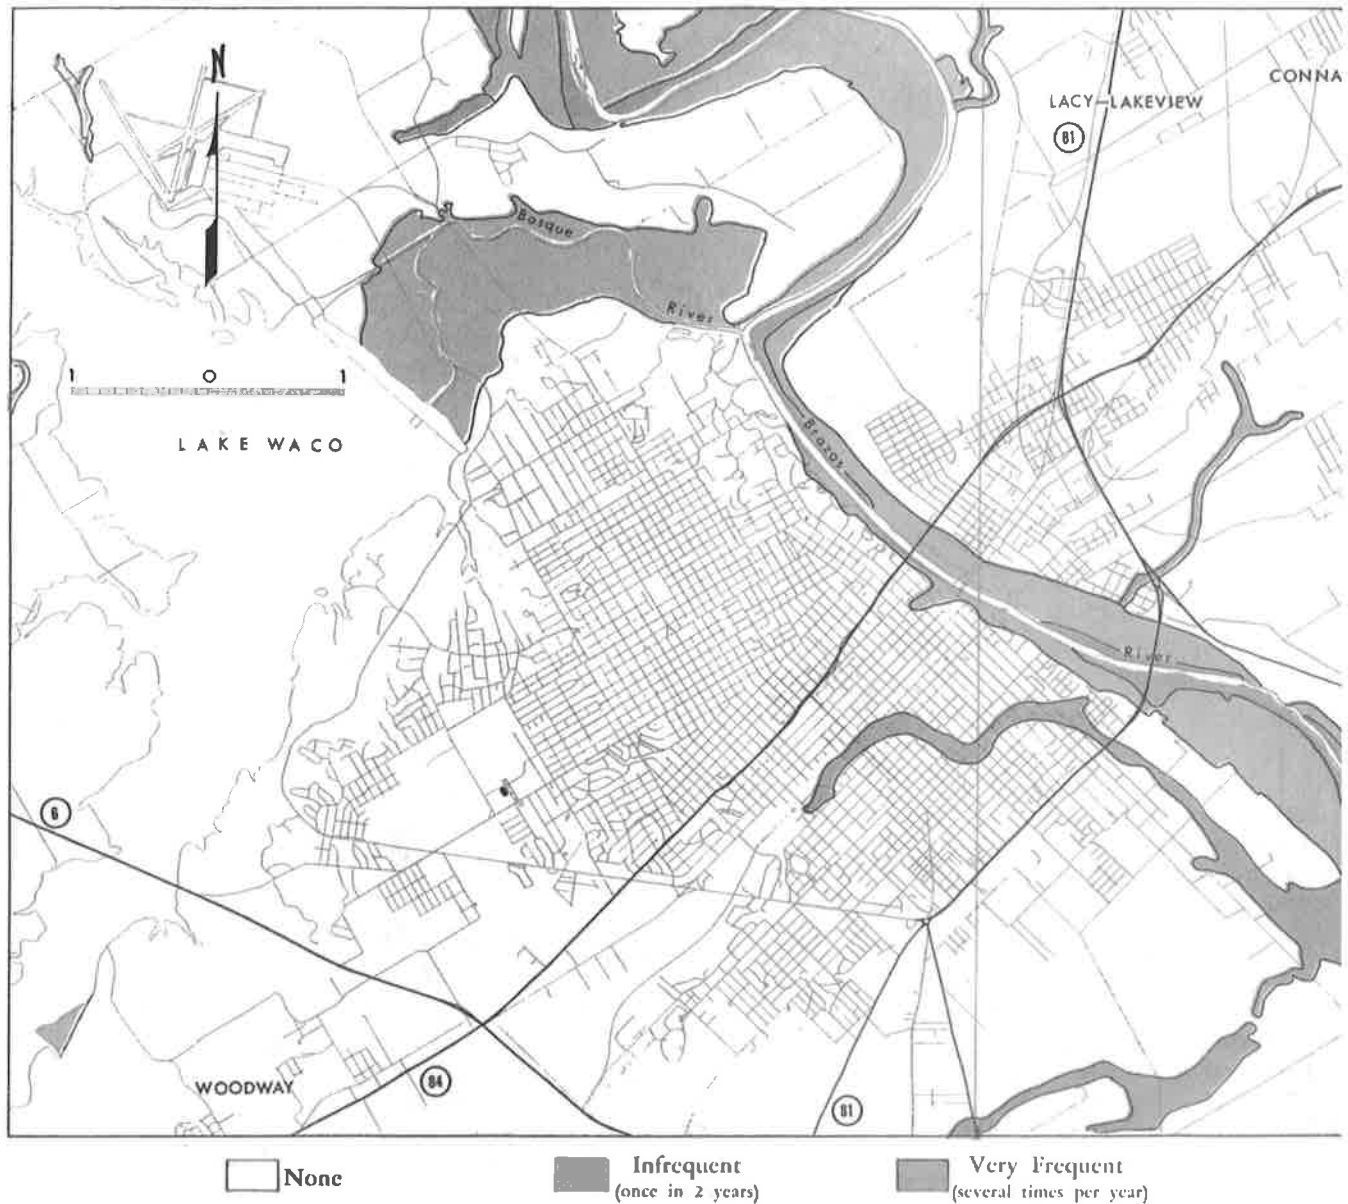 N
CONNA
LACY-LAKEVIEW
81
Bosque
River
1 0 1
LAKE WACO
Brazos
River
6
WOODWAY
84
81
None
Infrequent
(once in 2 years)
Very Frequent
(several times per year)